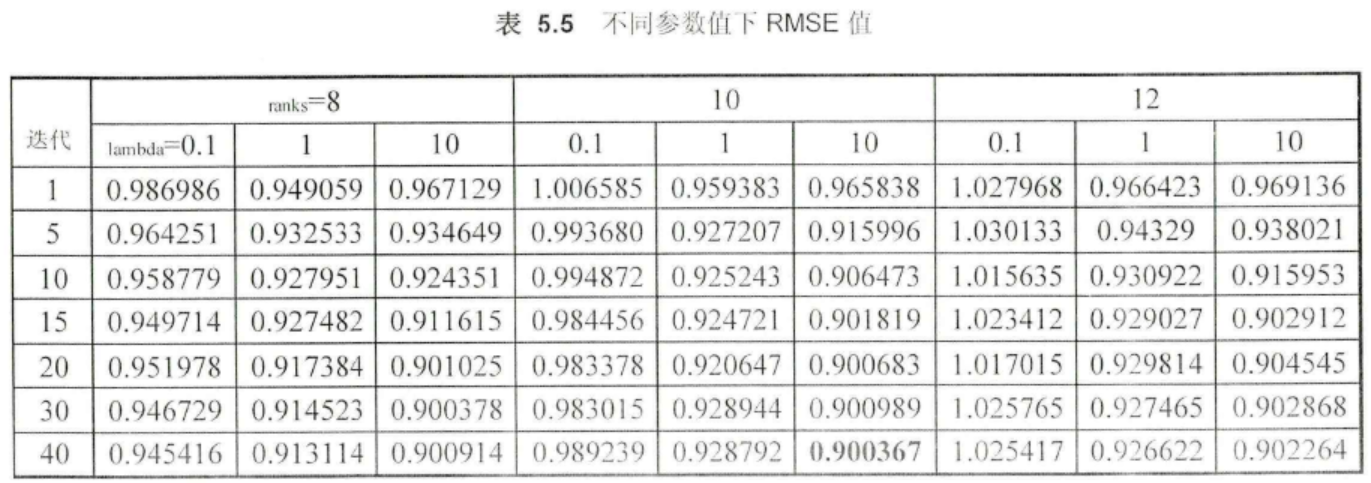 表 5.5 不同参数值下 RMSE 值
迭代 ranks=8 10 12
lambda=0.1 1 10 0.1 1 10 0.1 1 10
1 0.986986 0.949059 0.967129 1.006585 0.959383 0.965838 1.027968 0.966423 0.969136
5 0.964251 0.932533 0.934649 0.993680 0.927207 0.915996 1.030133 0.94329 0.938021
10 0.958779 0.927951 0.924351 0.994872 0.925243 0.906473 1.015635 0.930922 0.915953
15 0.949714 0.927482 0.911615 0.984456 0.924721 0.901819 1.023412 0.929027 0.902912
20 0.951978 0.917384 0.901025 0.983378 0.920647 0.900683 1.017015 0.929814 0.904545
30 0.946729 0.914523 0.900378 0.983015 0.928944 0.900989 1.025765 0.927465 0.902868
40 0.945416 0.913114 0.900914 0.989239 0.928792 0.900367 1.025417 0.926622 0.902264